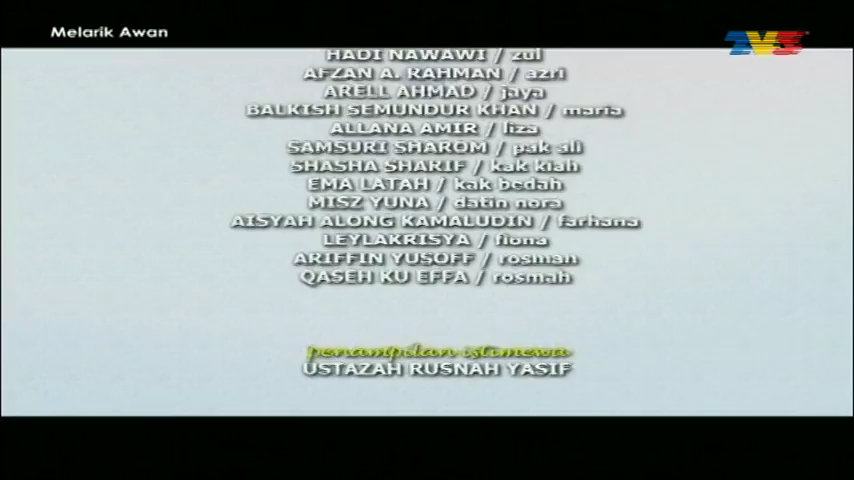 Melarik Awan
TV3
HADI NAWAWI / zul
AFZAN A. RAHMAN / azri
ARELL AHMAD / jaya
BALKISH SEMUNDUR KHAN / maria
ALLANA AMIR / liza
SAMSURI SHAROM / pak ali
SHASHA SHARIF / kak kiah
EMA LATAH / kak bedah
MISZ YUNA / datin nora
AISYAH ALONG KAMALUDIN / farhana
LEYLAKRISYA / fiona
ARIFFIN YUSOFF / rosman
QASEH KU EFFA / rosmah
penampilan istimewa
USTAZAH RUSNAH YASIF